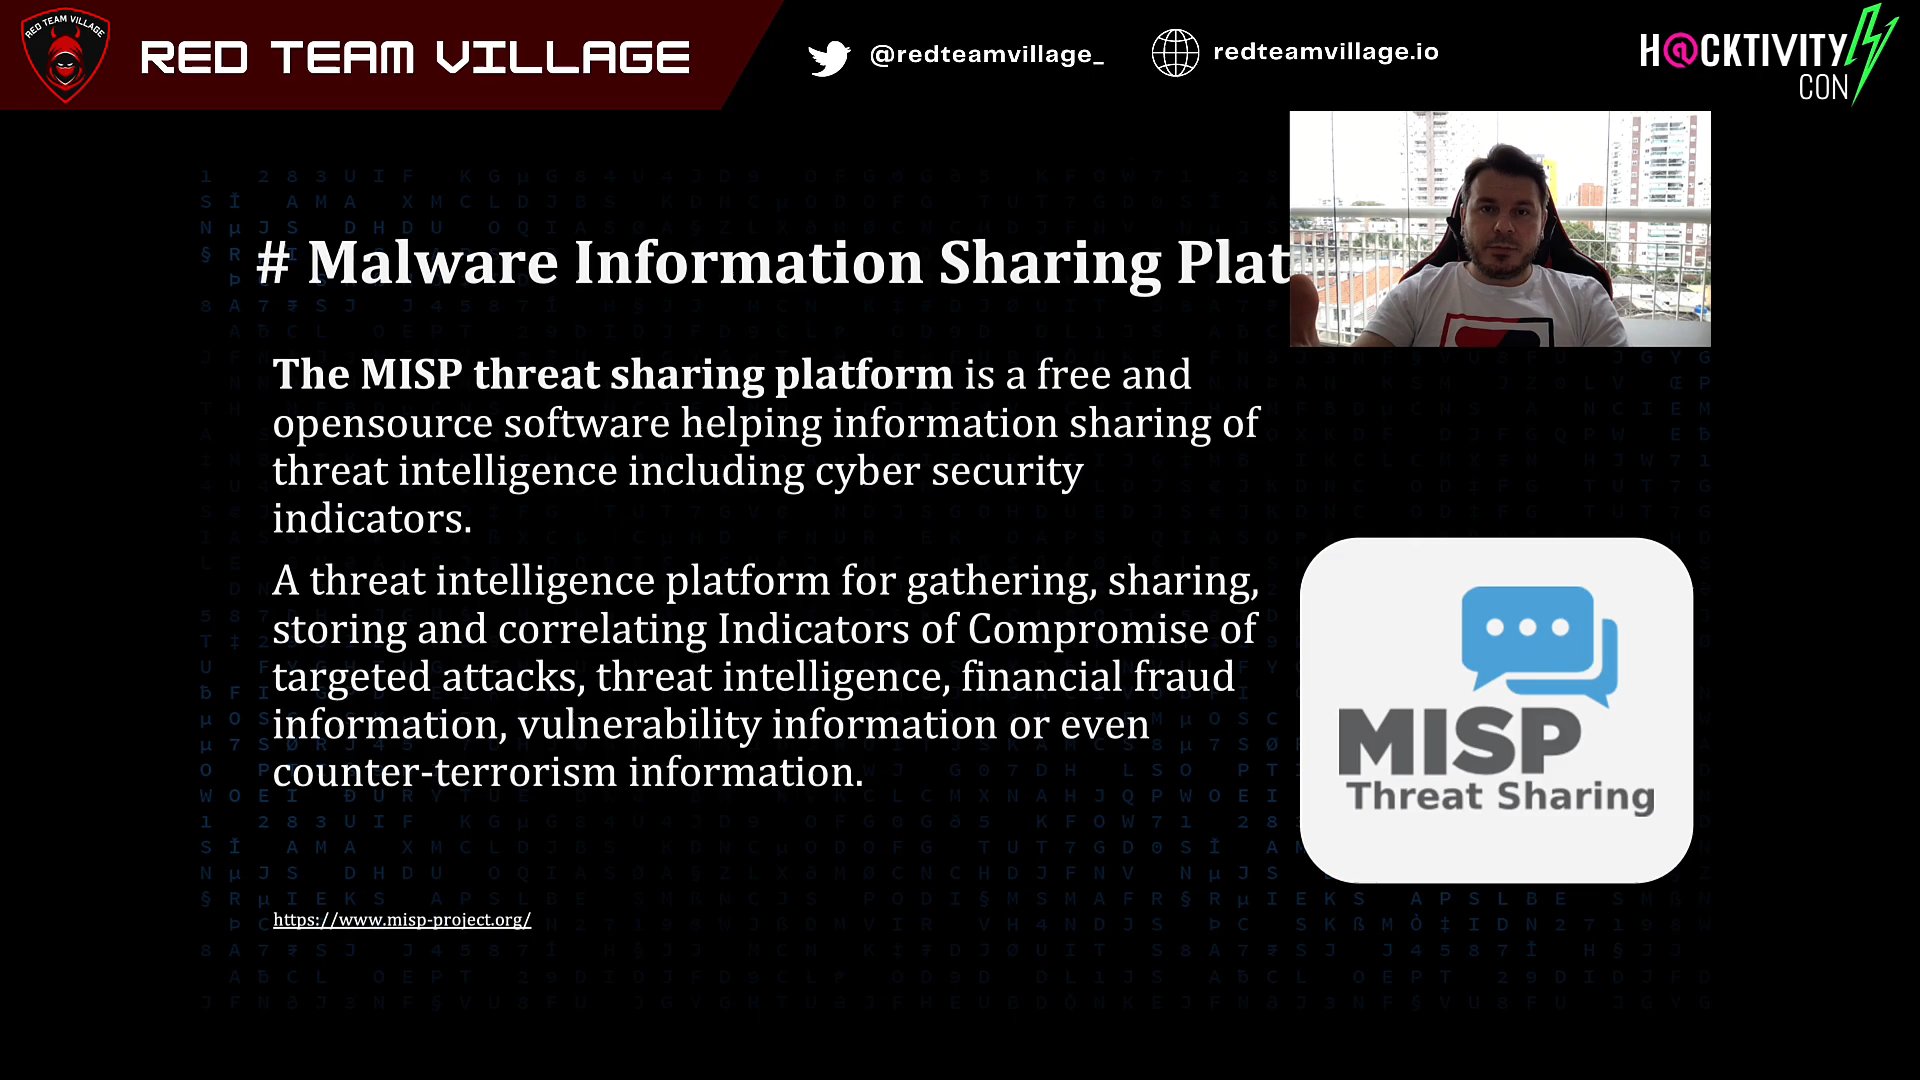 RED TEAM VILLAGE
RED TEAM VILLAGE
@redteamvillage_
redteamvillage.io
H@CKTIVITY
CON
# Malware Information Sharing Plat
The MISP threat sharing platform is a free and
opensource software helping information sharing of
threat intelligence including cyber security
indicators.
A threat intelligence platform for gathering, sharing,
storing and correlating Indicators of Compromise of
targeted attacks, threat intelligence, financial fraud
information, vulnerability information or even
counter-terrorism information.
MISP
Threat Sharing
https://www.misp-project.org/